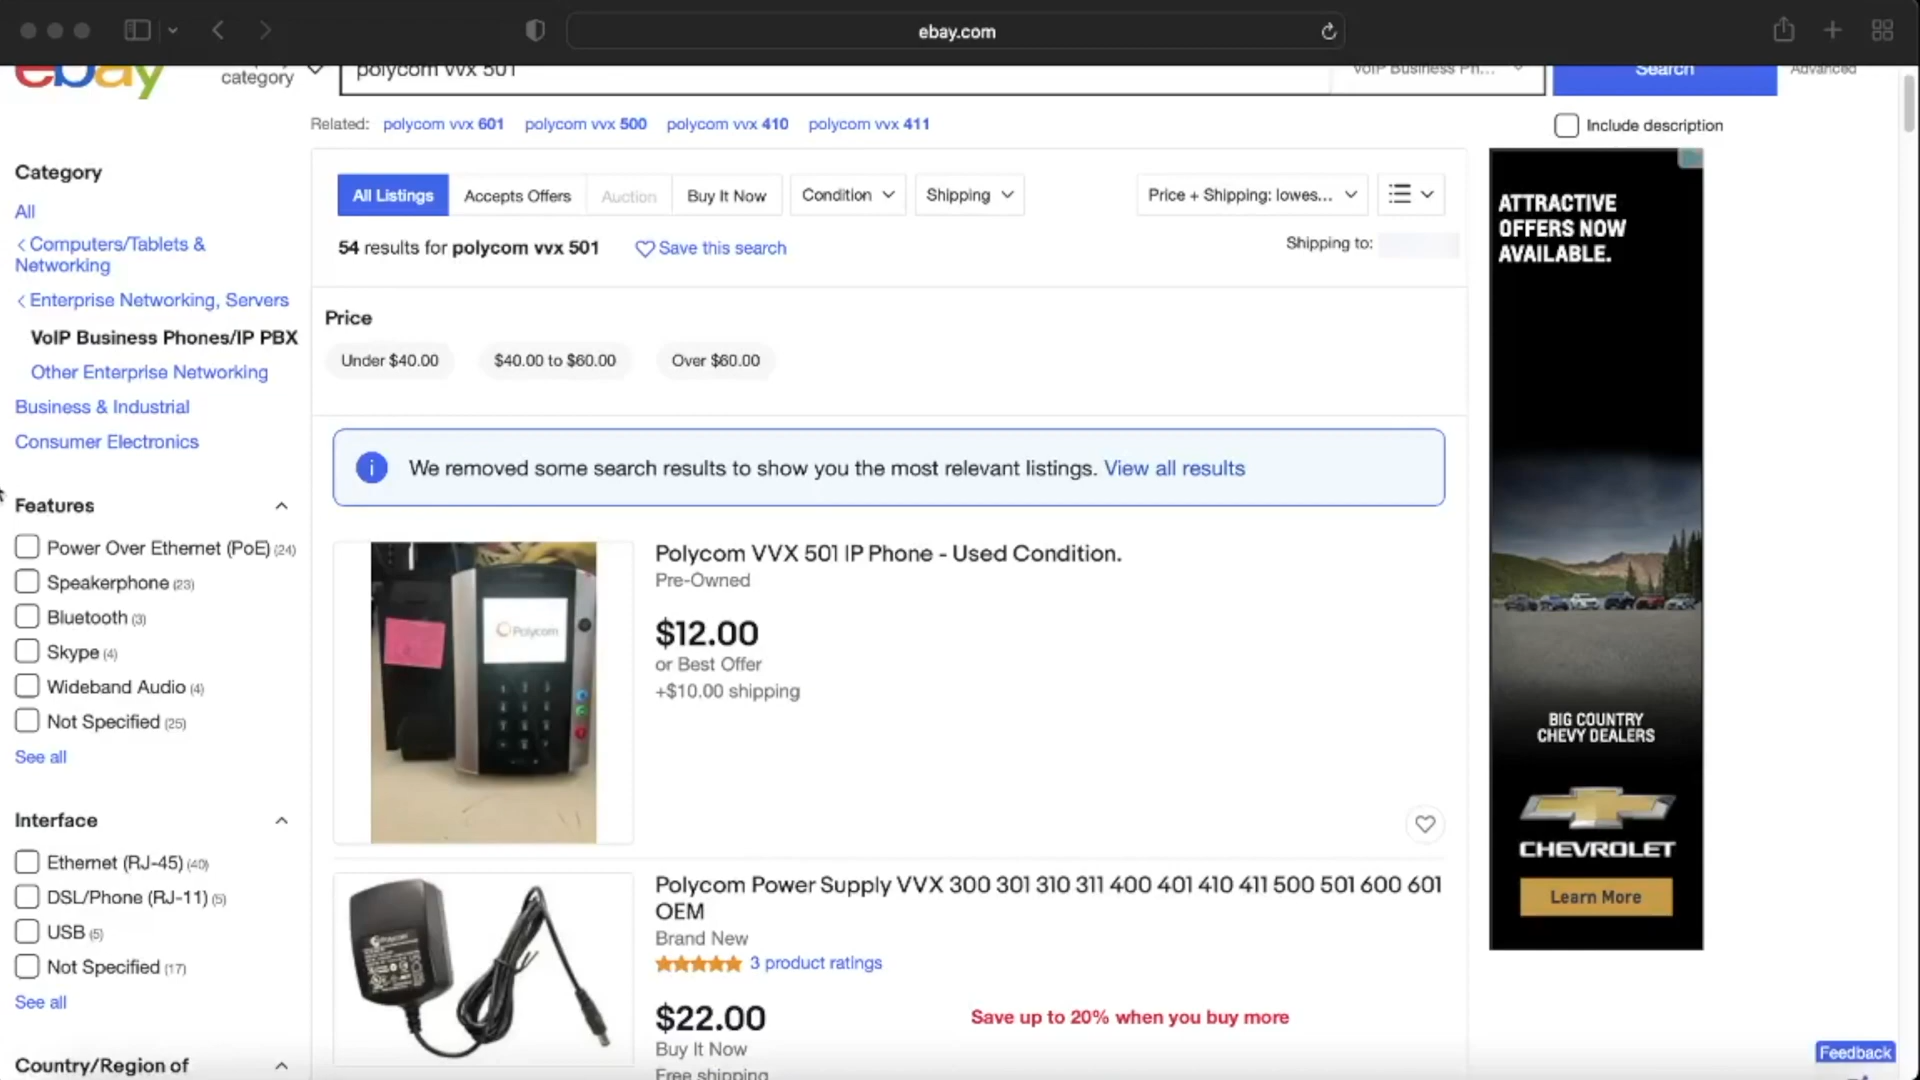 ebay.com
ebay
category
polycom vvx 501
VoIP Business Ph...
Search
Advanced
Related: polycom vvx 601 polycom vvx 500 polycom vvx 410 polycom vvx 411
Include description
Category
All
Computers/Tablets &
Networking
Enterprise Networking, Servers
VoIP Business Phones/IP PBX
Other Enterprise Networking
Business & Industrial
Consumer Electronics
Features
Power Over Ethernet (PoE) (24)
Speakerphone (23)
Bluetooth (3)
Skype (4)
Wideband Audio (4)
Not Specified (25)
See all
Interface
Ethernet (RJ-45) (40)
DSL/Phone (RJ-11) (5)
USB (5)
Not Specified (17)
See all
Country/Region of
All Listings
Accepts Offers
Auction
Buy It Now
Condition
Shipping
Price + Shipping: lowes...
54 results for polycom vvx 501
Save this search
Shipping to:
Price
Under $40.00
$40.00 to $60.00
Over $60.00
We removed some search results to show you the most relevant listings. View all results
Polycom
Polycom VVX 501 IP Phone - Used Condition.
Pre-Owned
$12.00
or Best Offer
+$10.00 shipping
Polycom Power Supply VVX 300 301 310 311 400 401 410 411 500 501 600 601
OEM
Brand New
3 product ratings
$22.00
Save up to 20% when you buy more
Buy It Now
Free shipping
ATTRACTIVE
OFFERS NOW
AVAILABLE.
BIG COUNTRY
CHEVY DEALERS
CHEVROLET
Learn More
Feedback